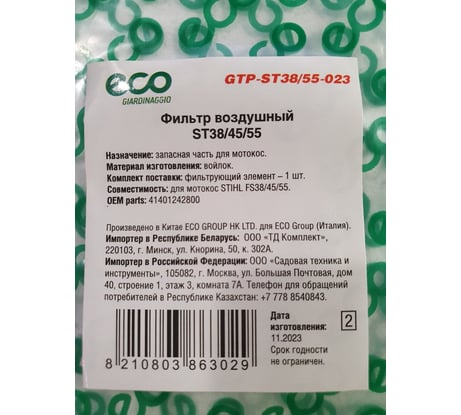 eco
GIARDINAGGIO
GTP-ST38/55-023
Фильтр воздушный
ST38/45/55
Назначение: запасная часть для мотокос.
Материал изготовления: войлок.
Комплект поставки: фильтрующий элемент – 1 шт.
Совместимость: для мотокос STIHL FS38/45/55.
OEM parts: 41401242800
Произведено в Китае ECO GROUP HK LTD. для ECO Group (Италия).
Импортер в Республике Беларусь: ООО «ТД Комплект»,
220103, г. Минск, ул. Кнорина, 50, к. 302А.
Импортер в Российской Федерации: ООО «Садовая техника и
инструменты», 105082, г. Москва, ул. Большая Почтовая, дом
40, строение 1, этаж 3, комната 7А. Телефон для обращений
потребителей в Республике Казахстан: +7 778 8540843.
Дата
изготовления:
11.2023
Срок годности
не ограничен.
2
8 210803 863029